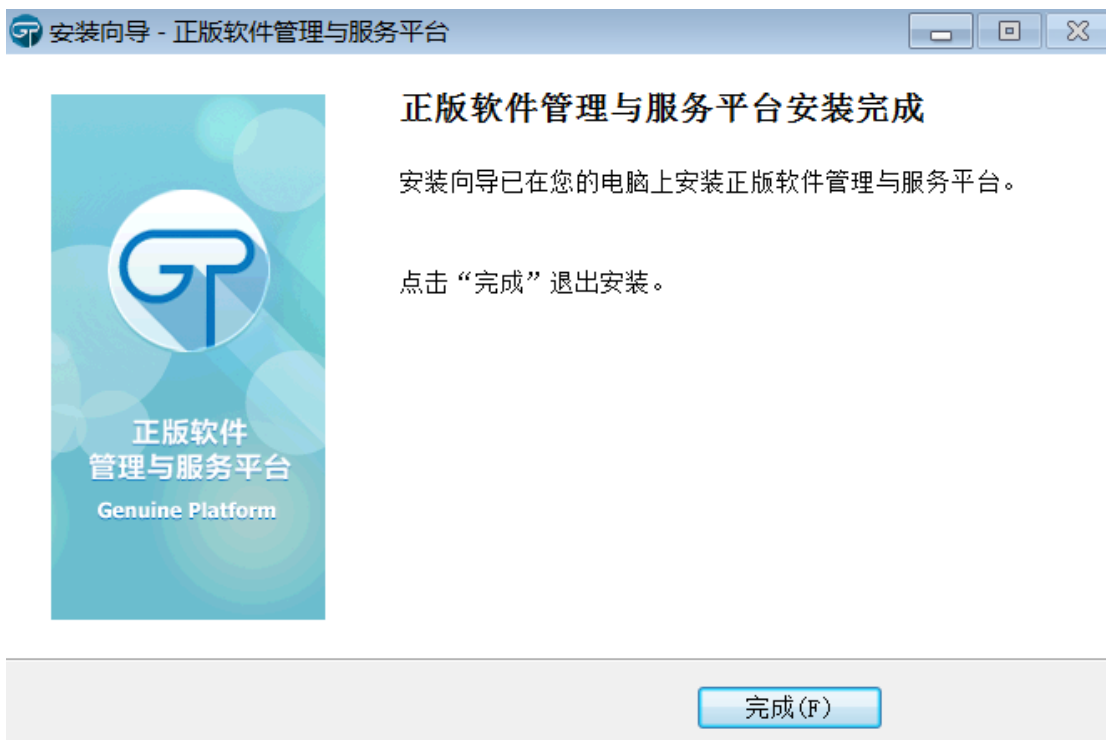 安装向导 - 正版软件管理与服务平台
正版软件管理与服务平台安装完成
安装向导已在您的电脑上安装正版软件管理与服务平台。
点击“完成”退出安装。
GP
正版软件
管理与服务平台
Genuine Platform
完成(F)